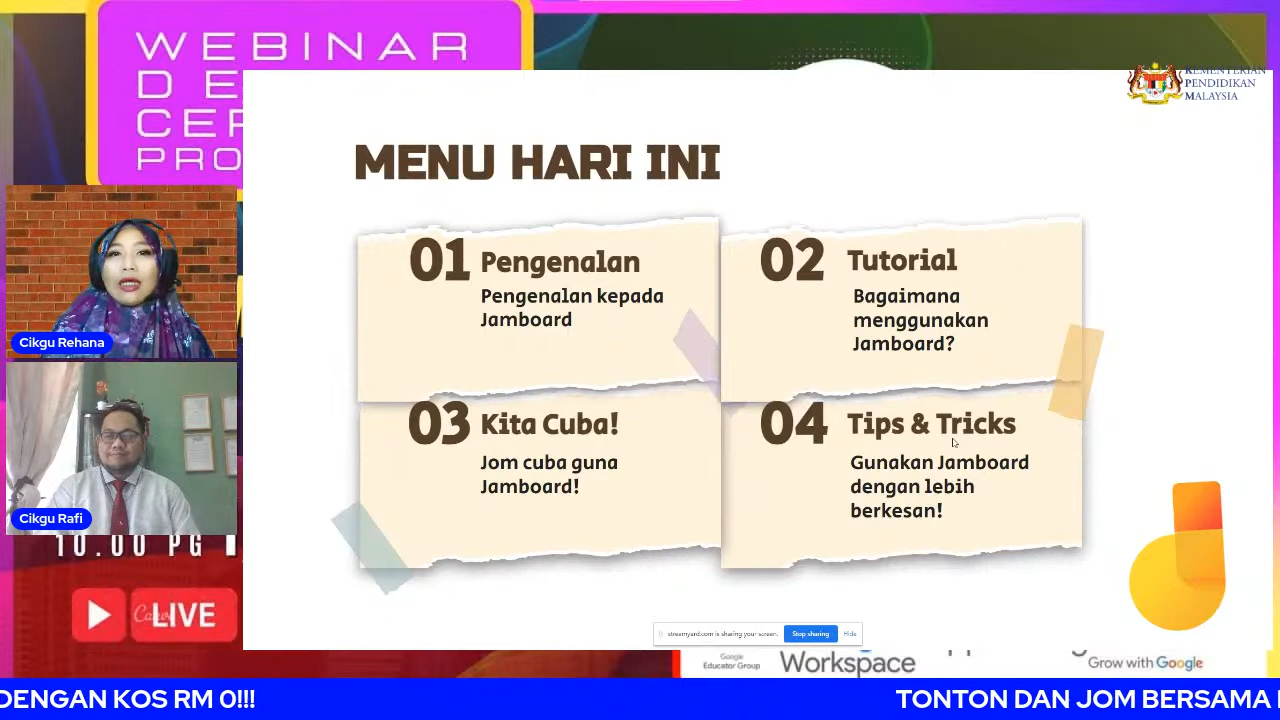 WEBINAR
DE
CER
PRO
KEMENTERIAN
PENDIDIKAN
MALAYSIA
MENU HARI INI
01 Pengenalan
Pengenalan kepada
Jamboard
02 Tutorial
Bagaimana
menggunakan
Jamboard?
03 Kita Cuba!
Jom cuba guna
Jamboard!
04 Tips & Tricks
Gunakan Jamboard
dengan lebih
berkesan!
Cikgu Rehana
Cikgu Rafi
10.00 PG
Canva
LIVE
streamyard.com is sharing your screen.
Stop sharing
Hide
Google
Educator Group
Workspace
Grow with Google
DENGAN KOS RM 0!!!
TONTON DAN JOM BERSAMA